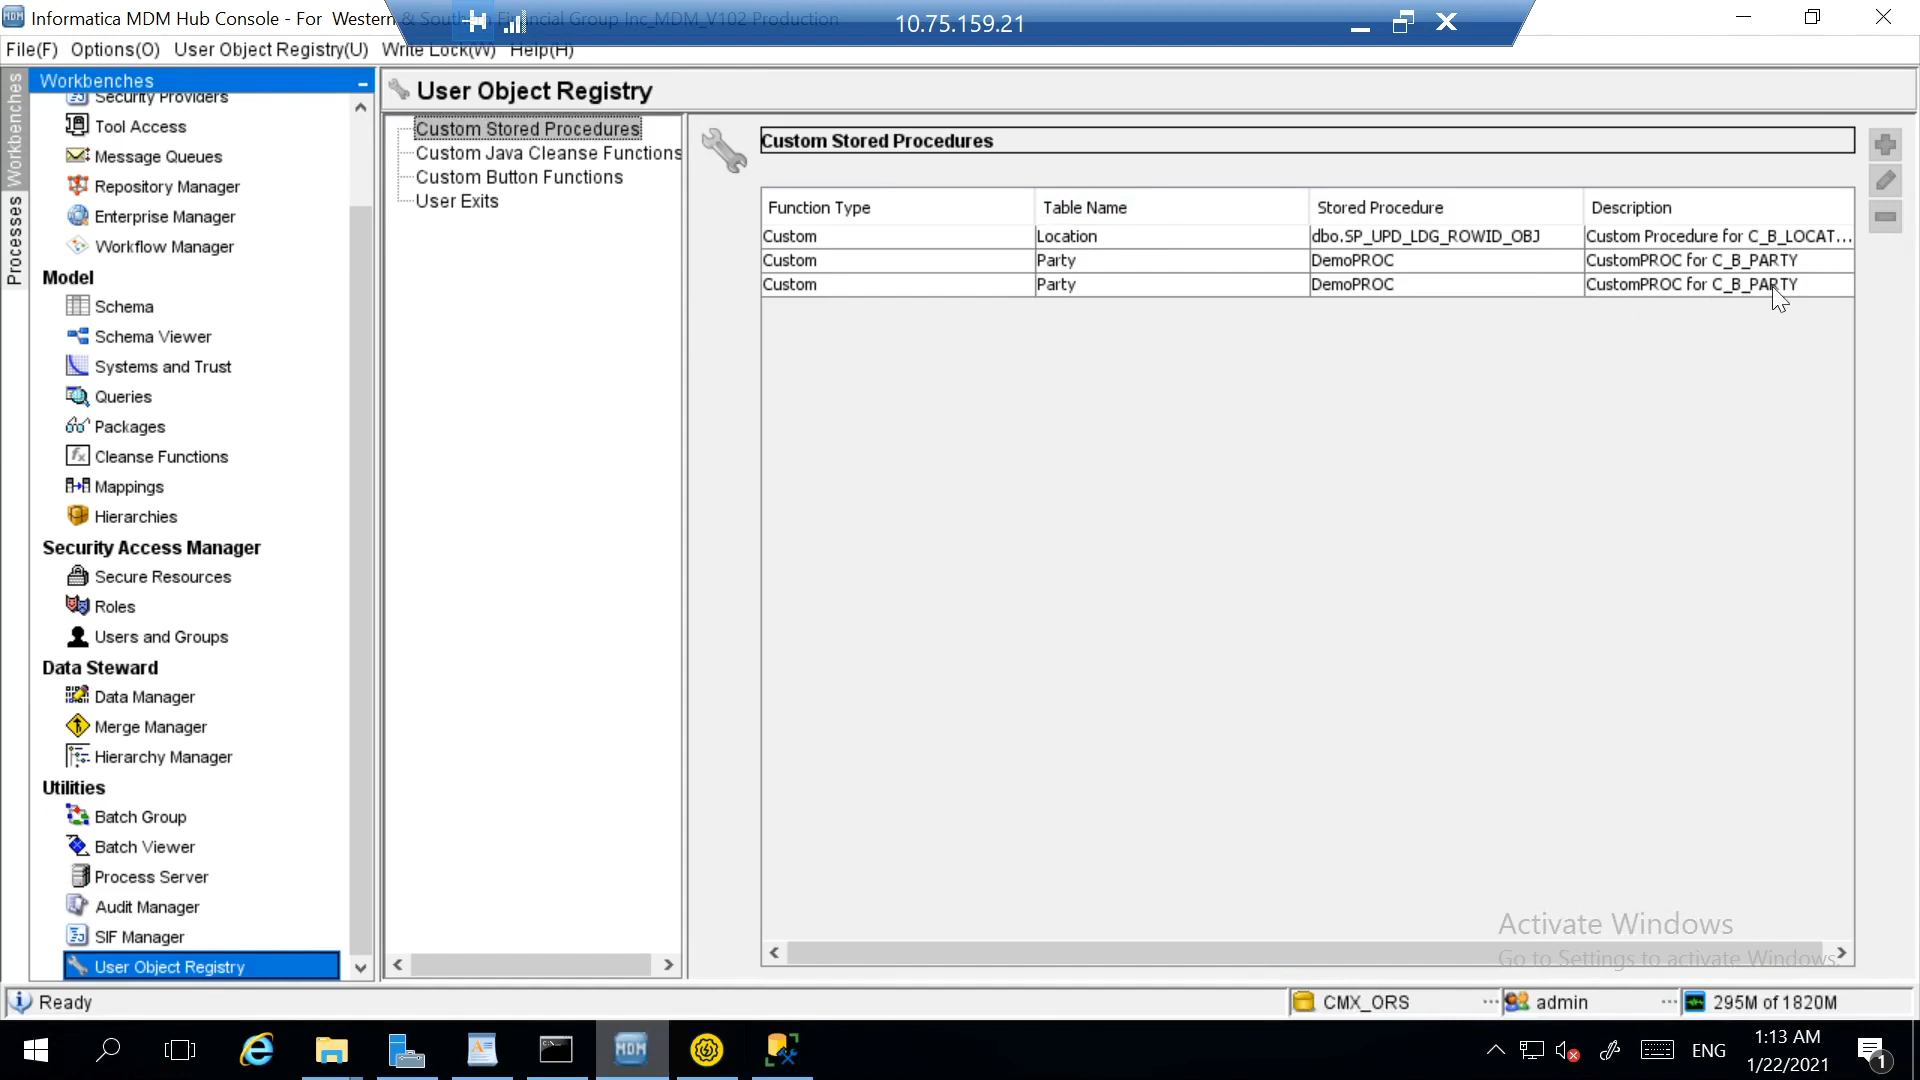 Informatica MDM Hub Console - For Western & Southern Financial Group Inc_MDM_V102 Production
10.75.159.21
File(F) Options(O) User Object Registry(U) Write Lock(W) Help(H)
Workbenches
Processes
Workbenches
Security Providers
Tool Access
Message Queues
Repository Manager
Enterprise Manager
Workflow Manager
Model
Schema
Schema Viewer
Systems and Trust
Queries
Packages
Cleanse Functions
Mappings
Hierarchies
Security Access Manager
Secure Resources
Roles
Users and Groups
Data Steward
Data Manager
Merge Manager
Hierarchy Manager
Utilities
Batch Group
Batch Viewer
Process Server
Audit Manager
SIF Manager
User Object Registry
User Object Registry
Custom Stored Procedures
Custom Java Cleanse Functions
Custom Button Functions
User Exits
Custom Stored Procedures
Function Type Table Name Stored Procedure Description
Custom Location dbo.SP_UPD_LDG_ROWID_OBJ Custom Procedure for C_B_LOCAT...
Custom Party DemoPROC CustomPROC for C_B_PARTY
Custom Party DemoPROC CustomPROC for C_B_PARTY
Activate Windows
Go to Settings to activate Windows.
Ready
CMX_ORS ... admin ... 295M of 1820M
MDM
ENG
1:13 AM
1/22/2021
1